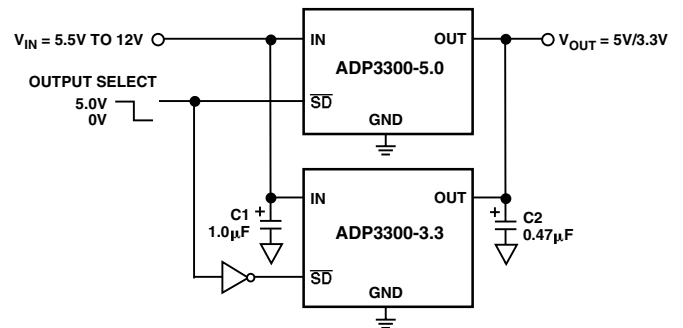 V_IN = 5.5V TO 12V
IN
OUT
V_OUT = 5V/3.3V
ADP3300-5.0
OUTPUT SELECT
5.0V
0V
SD
GND
IN
OUT
C1
1.0µF
+
ADP3300-3.3
+
C2
0.47µF
SD
GND